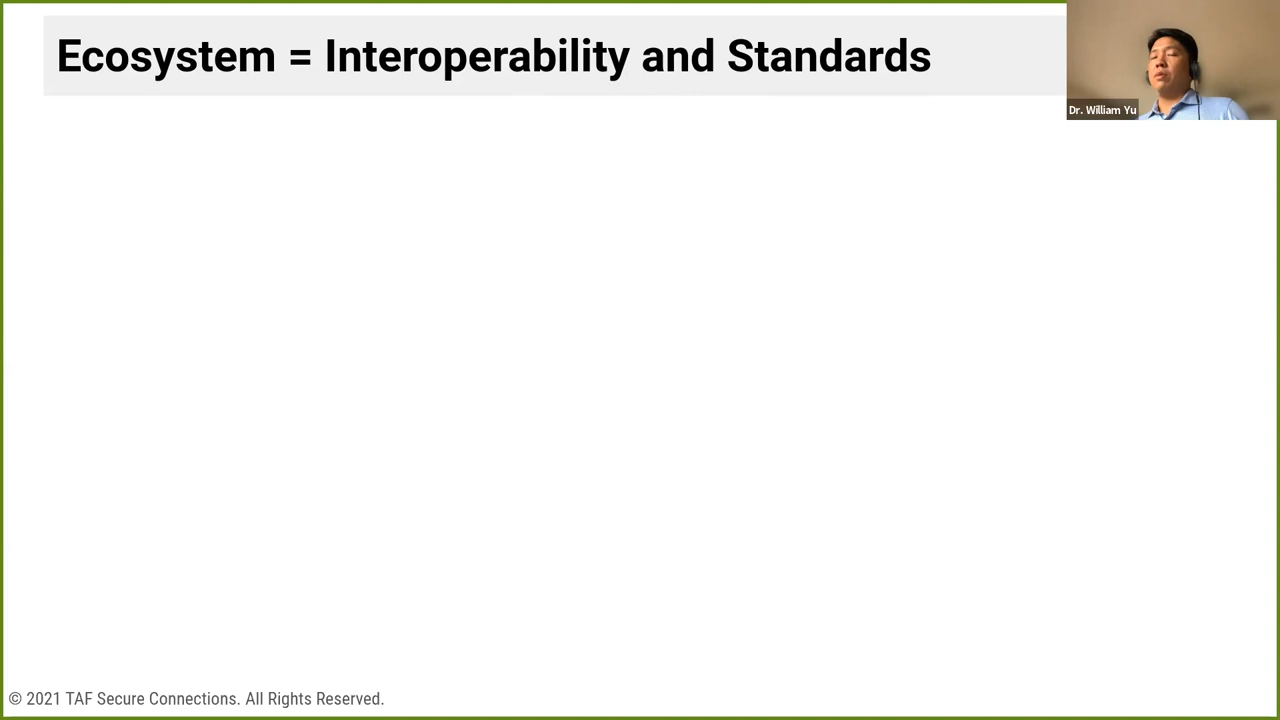 Ecosystem = Interoperability and Standards
Dr. William Yu
© 2021 TAF Secure Connections. All Rights Reserved.